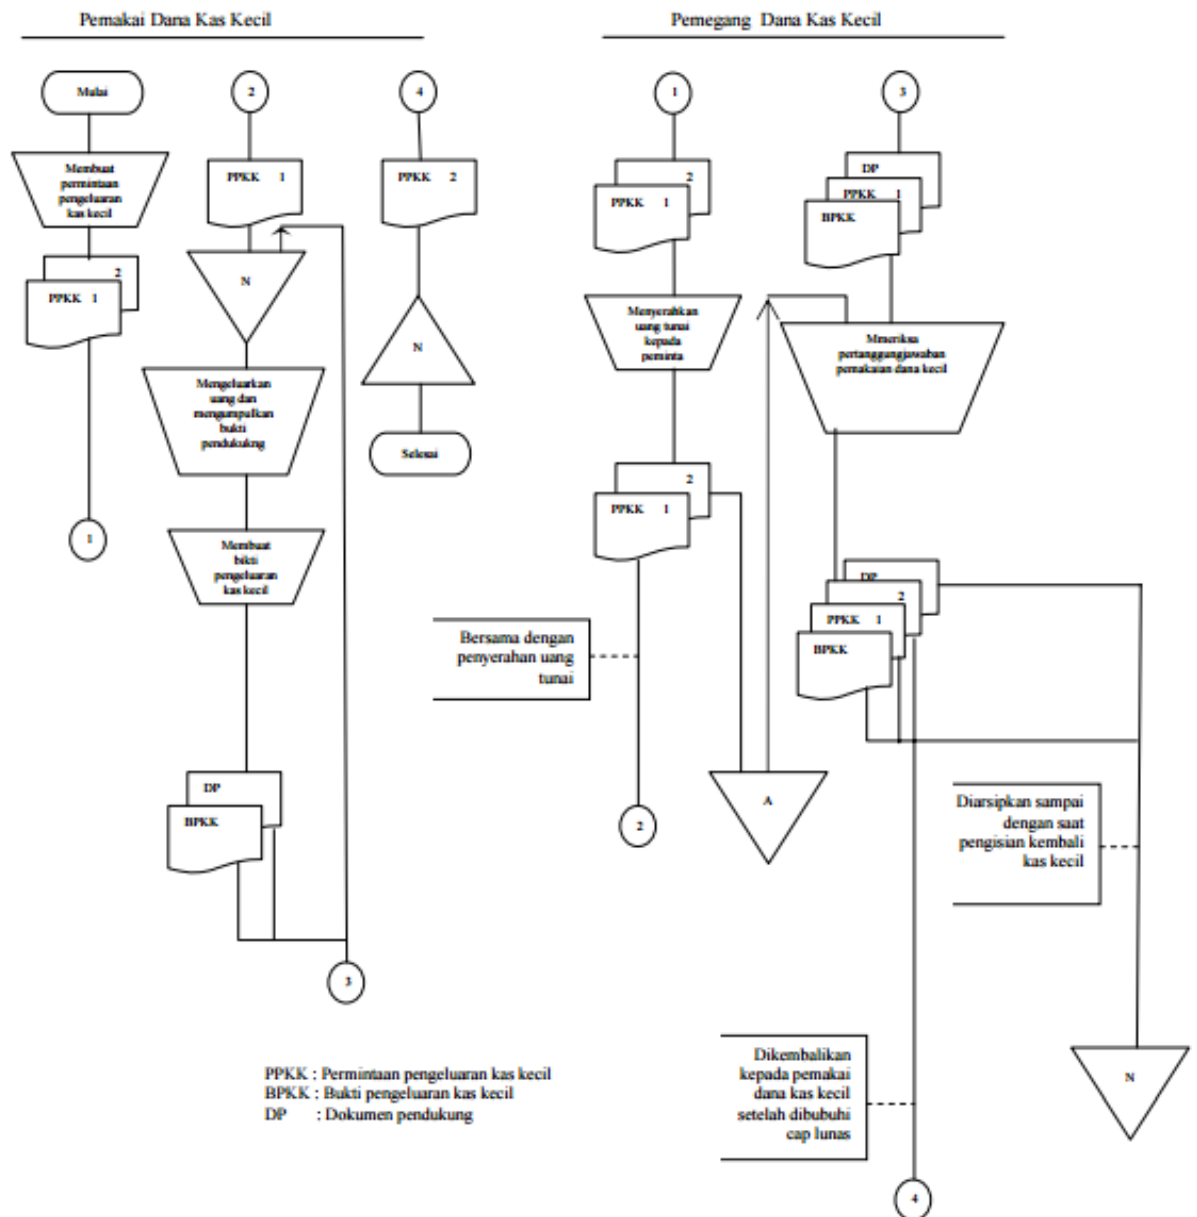 Pemakai Dana Kas Kecil
Mulai
Membuat
permintaan
pengeluaran
kas kecil
2
PPKK 1
1
2
PPKK 1
N
Mengeluarkan
uang dan
mengumpulkan
bukti
pendukukng
Membuat
bikti
pengeluaran
kas kecil
DP
BPKK
3
4
PPKK 2
N
Selesai
Pemegang Dana Kas Kecil
1
2
PPKK 1
Menyerahkan
uang tunai
kepada
peminta
2
PPKK 1
Bersama dengan
penyerahan uang
tunai
2
A
3
DP
PPKK 1
BPKK
Mmeriksa
pertanggungjawaban
pemakaian dana kecil
DP
2
PPKK 1
BPKK
Diarsipkan sampai
dengan saat
pengisian kembali
kas kecil
N
Dikembalikan
kepada pemakai
dana kas kecil
setelah dibubuhi
cap lunas
4
PPKK : Permintaan pengeluaran kas kecil
BPKK : Bukti pengeluaran kas kecil
DP : Dokumen pendukung